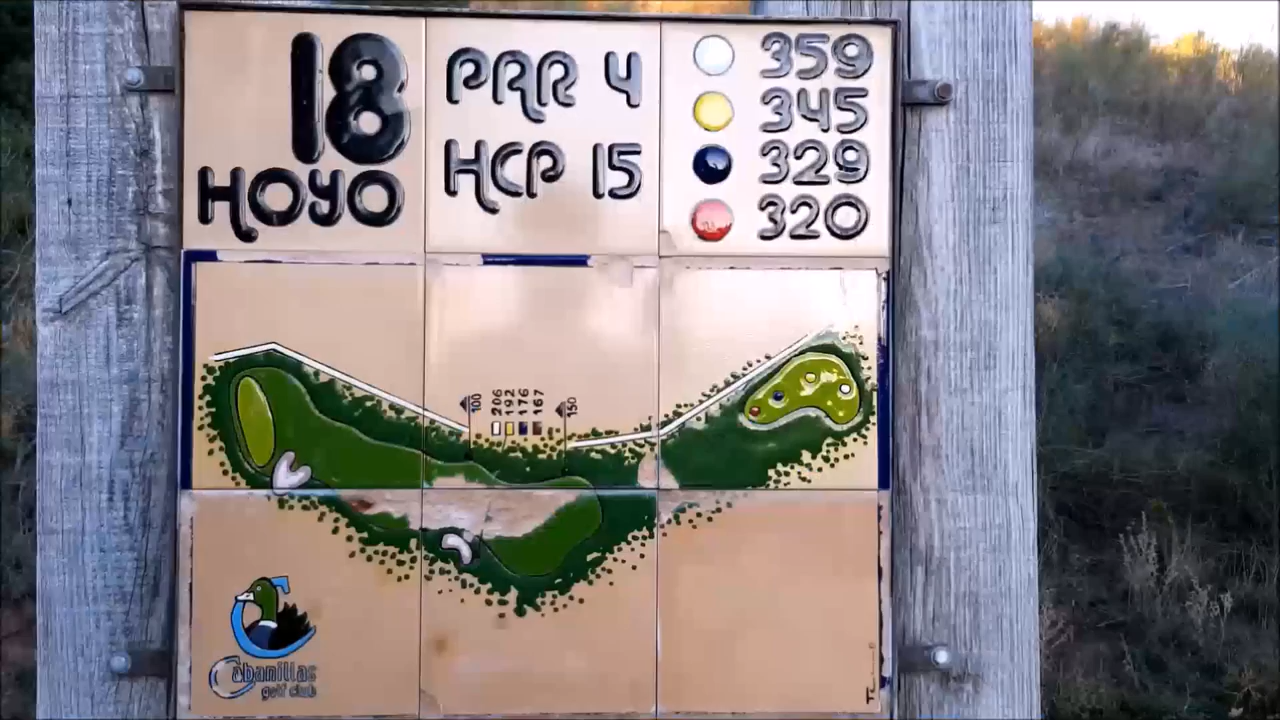 18
HOYO
PAR 4
HCP 15
359
345
329
320
100
206
192
176
167
150
Cabanillas
golf club